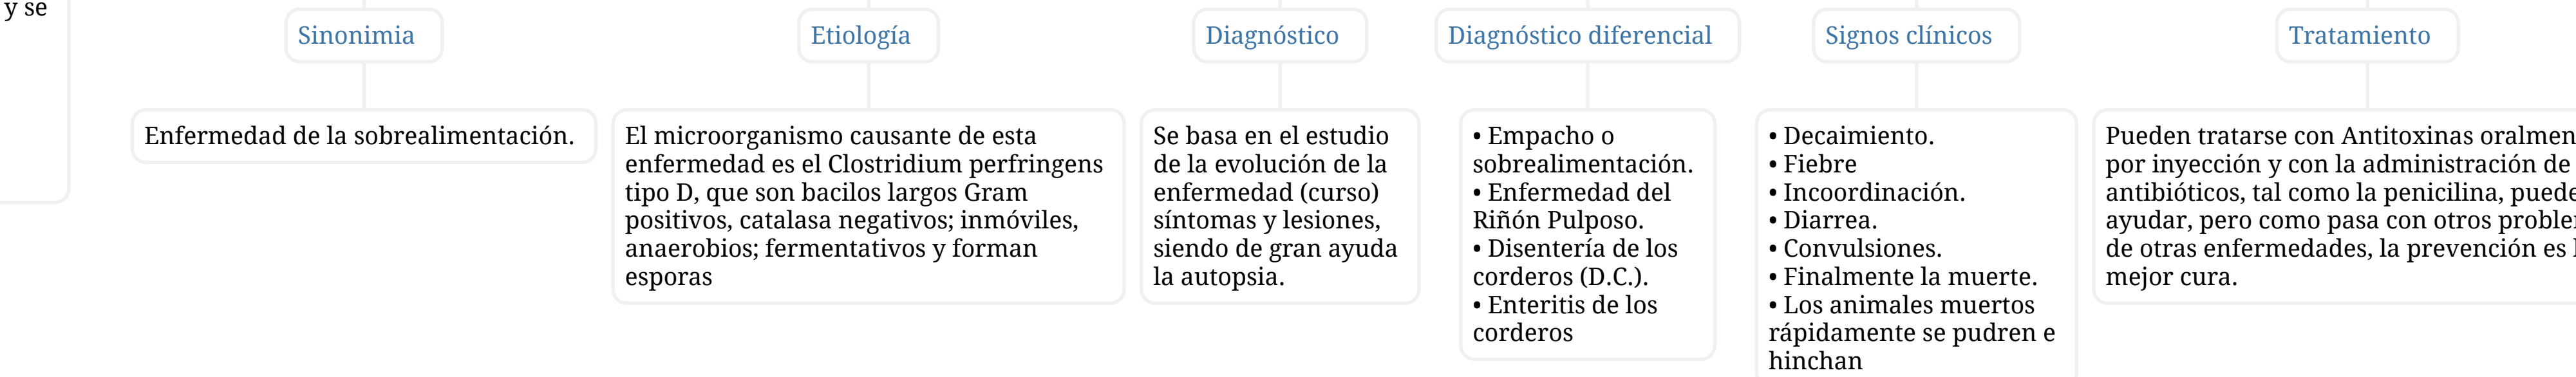 y se
Sinonimia
Etiología
Diagnóstico
Diagnóstico diferencial
Signos clínicos
Tratamiento
Enfermedad de la sobrealimentación.
El microorganismo causante de esta
enfermedad es el Clostridium perfringens
tipo D, que son bacilos largos Gram
positivos, catalasa negativos; inmóviles,
anaerobios; fermentativos y forman
esporas
Se basa en el estudio
de la evolución de la
enfermedad (curso)
síntomas y lesiones,
siendo de gran ayuda
la autopsia.
• Empacho o
sobrealimentación.
• Enfermedad del
Riñón Pulposo.
• Disentería de los
corderos (D.C.).
• Enteritis de los
corderos
• Decaimiento.
• Fiebre
• Incoordinación.
• Diarrea.
• Convulsiones.
• Finalmente la muerte.
• Los animales muertos
rápidamente se pudren e
hinchan
Pueden tratarse con Antitoxinas
por inyección y con la administración de
antibióticos, tal como la penicilina,
ayudar, pero como pasa con otros
de otras enfermedades, la prevención es
mejor cura.